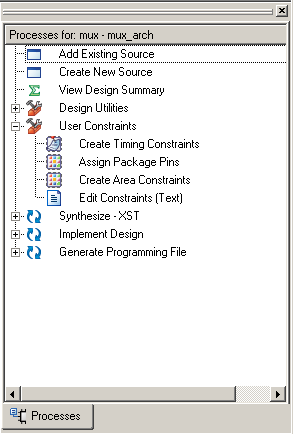 Processes for: mux - mux_arch
Add Existing Source
Create New Source
View Design Summary
Design Utilities
User Constraints
Create Timing Constraints
Assign Package Pins
Create Area Constraints
Edit Constraints (Text)
Synthesize - XST
Implement Design
Generate Programming File
Processes